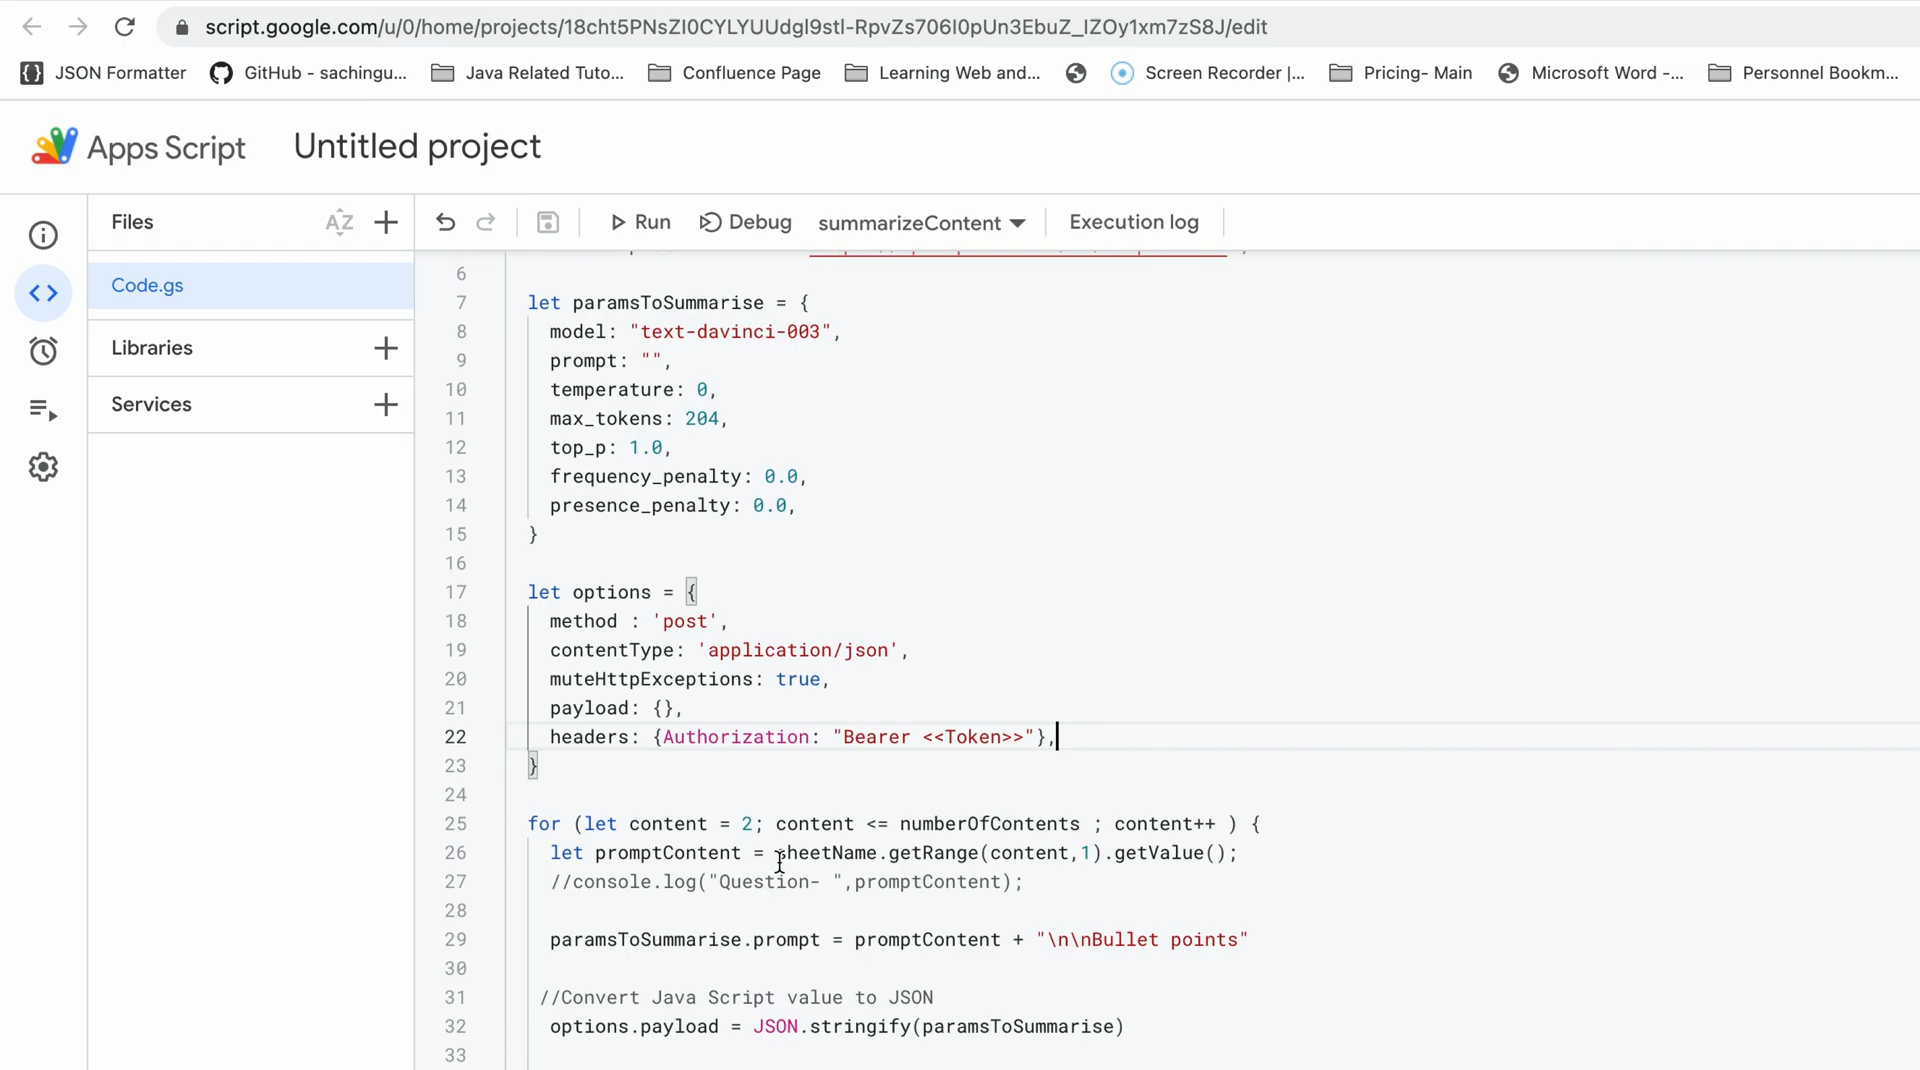 script.google.com/u/0/home/projects/18cht5PNsZI0CYLYUUdgl9stl-RpvZs706I0pUn3EbuZ_IZOy1xm7zS8J/edit
JSON Formatter GitHub - sachingu... Java Related Tuto... Confluence Page Learning Web and... Screen Recorder |... Pricing- Main Microsoft Word -... Personnel Bookm...
Apps Script Untitled project
Files
Run Debug summarizeContent Execution log
Code.gs
Libraries
Services
6
7 let paramsToSummarise = {
8 model: "text-davinci-003",
9 prompt: "",
10 temperature: 0,
11 max_tokens: 204,
12 top_p: 1.0,
13 frequency_penalty: 0.0,
14 presence_penalty: 0.0,
15 }
16
17 let options = {
18 method : 'post',
19 contentType: 'application/json',
20 muteHttpExceptions: true,
21 payload: {},
22 headers: {Authorization: "Bearer <<Token>>"},
23 }
24
25 for (let content = 2; content <= numberOfContents ; content++ ) {
26 let promptContent = sheetName.getRange(content,1).getValue();
27 //console.log("Question- ",promptContent);
28
29 paramsToSummarise.prompt = promptContent + "\n\nBullet points"
30
31 //Convert Java Script value to JSON
32 options.payload = JSON.stringify(paramsToSummarise)
33